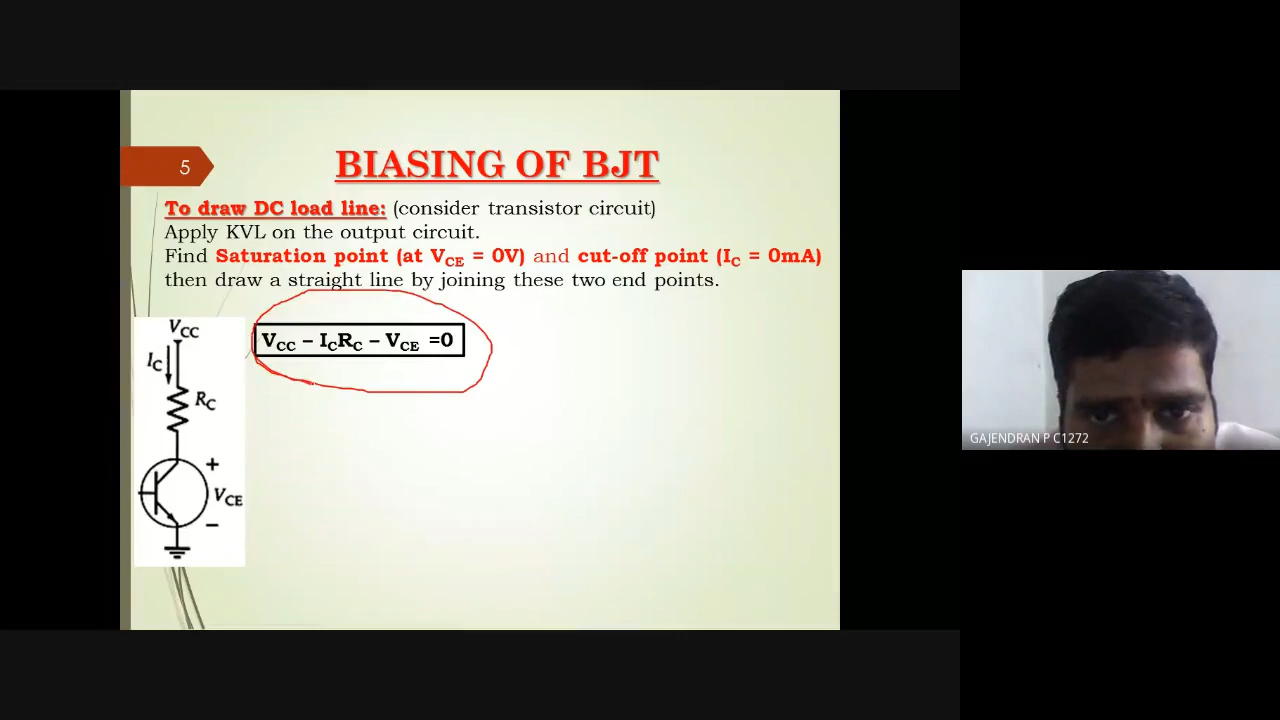 5
BIASING OF BJT
To draw DC load line: (consider transistor circuit)
Apply KVL on the output circuit.
Find Saturation point (at VCE = 0V) and cut-off point (IC = 0mA)
then draw a straight line by joining these two end points.
VCC – ICRC – VCE =0
VCC
IC
RC
+
VCE
–
GAJENDRAN P C1272